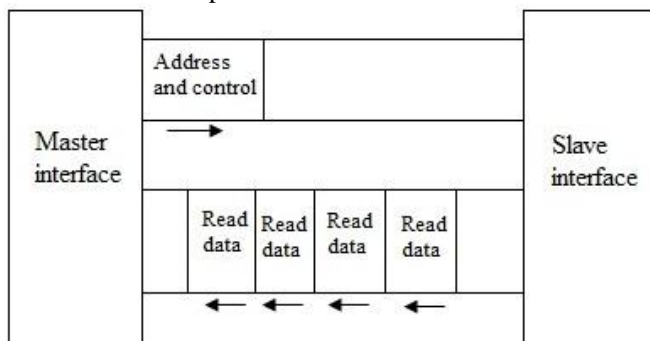 Address
and control
Master
interface
Slave
interface
Read
data
Read
data
Read
data
Read
data